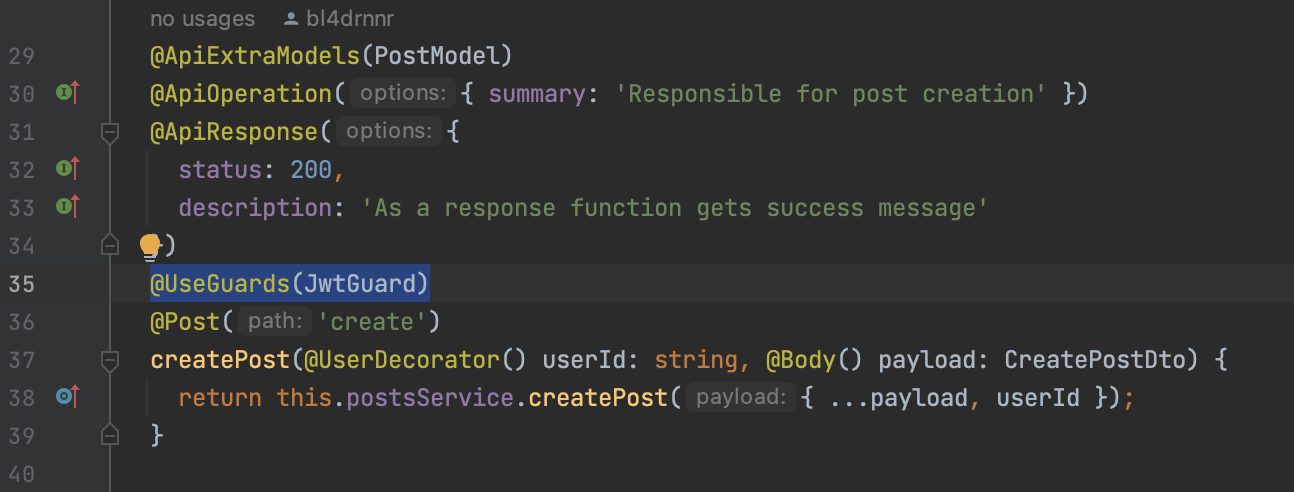 no usages bl4drnnr
29 @ApiExtraModels(PostModel)
30 @ApiOperation( options: { summary: 'Responsible for post creation' })
31 @ApiResponse( options: {
32 status: 200,
33 description: 'As a response function gets success message'
34 })
35 @UseGuards(JwtGuard)
36 @Post( path: 'create')
37 createPost(@UserDecorator() userId: string, @Body() payload: CreatePostDto) {
38 return this.postsService.createPost( payload: { ...payload, userId });
39 }
40